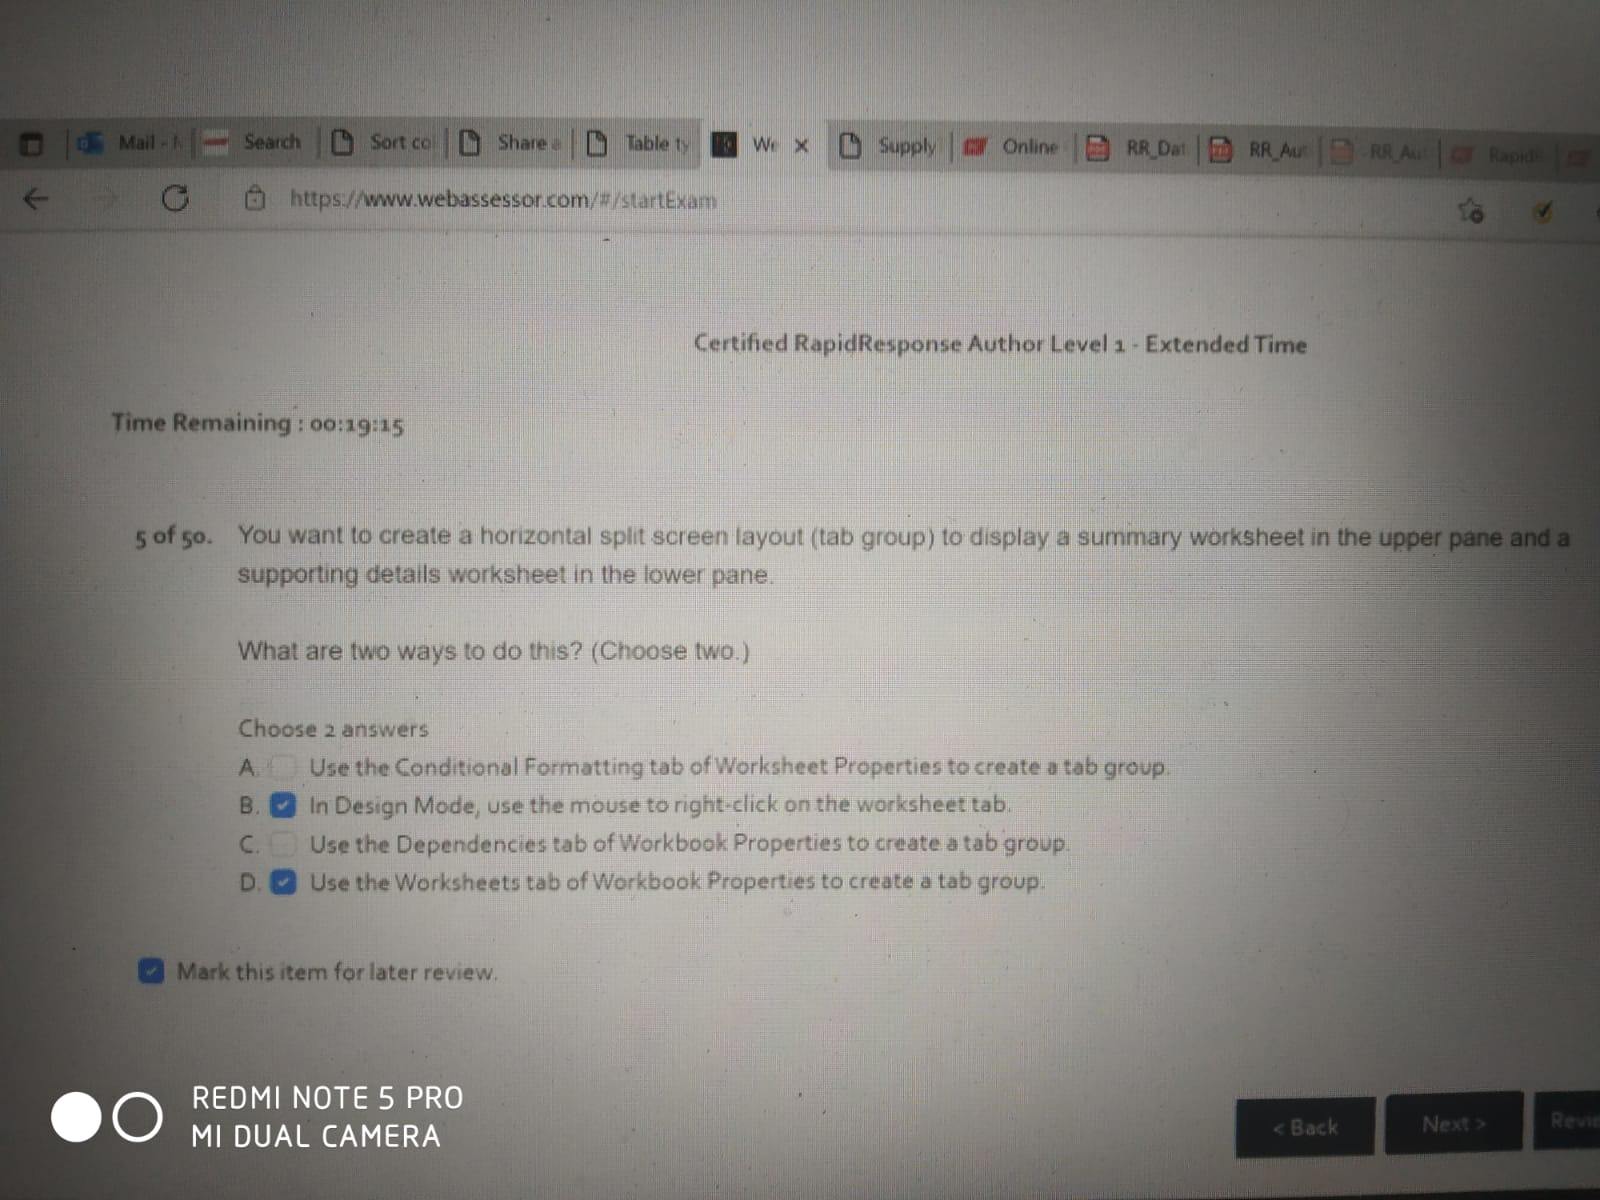 Mail - Search Sort co Share Table ty We Supply Online RR_Dat RR_Aut RR_Au Rapid
https://www.webassessor.com/#/startExam
Certified RapidResponse Author Level 1 - Extended Time
Time Remaining : 00:19:15
5 of 50. You want to create a horizontal split screen layout (tab group) to display a summary worksheet in the upper pane and a
supporting details worksheet in the lower pane.
What are two ways to do this? (Choose two.)
Choose 2 answers
A. Use the Conditional Formatting tab of Worksheet Properties to create a tab group.
B. In Design Mode, use the mouse to right-click on the worksheet tab.
C. Use the Dependencies tab of Workbook Properties to create a tab group.
D. Use the Worksheets tab of Workbook Properties to create a tab group.
Mark this item for later review.
REDMI NOTE 5 PRO
MI DUAL CAMERA
< Back Next > Revie